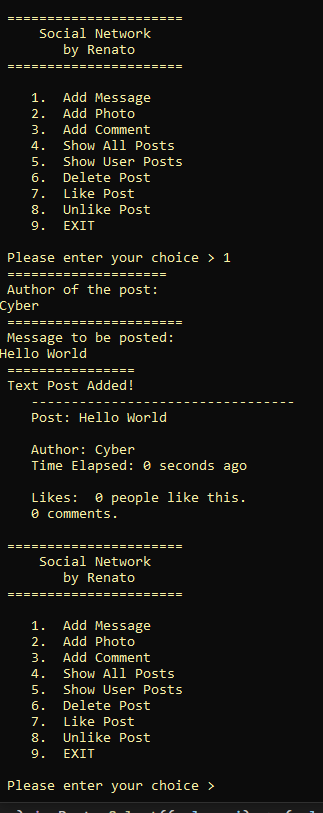 ======================
Social Network
by Renato
======================
1. Add Message
2. Add Photo
3. Add Comment
4. Show All Posts
5. Show User Posts
6. Delete Post
7. Like Post
8. Unlike Post
9. EXIT
Please enter your choice > 1
====================
Author of the post:
Cyber
======================
Message to be posted:
Hello World
================
Text Post Added!
---------------------------------
Post: Hello World
Author: Cyber
Time Elapsed: 0 seconds ago
Likes: 0 people like this.
0 comments.
======================
Social Network
by Renato
======================
1. Add Message
2. Add Photo
3. Add Comment
4. Show All Posts
5. Show User Posts
6. Delete Post
7. Like Post
8. Unlike Post
9. EXIT
Please enter your choice >